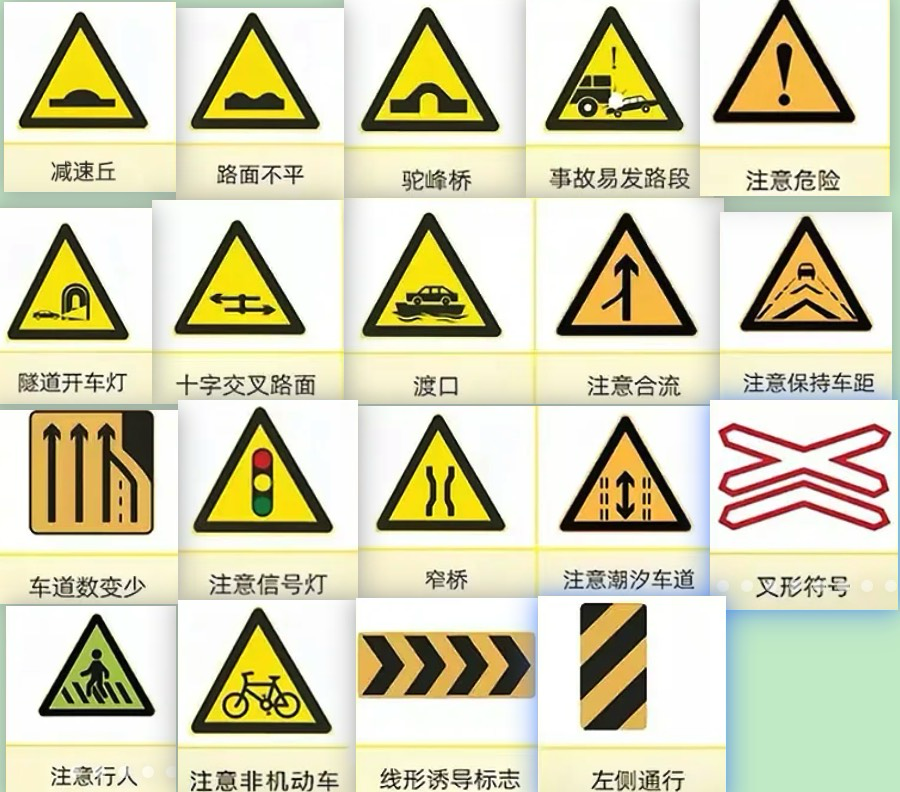 减速丘
路面不平
驼峰桥
事故易发路段
注意危险
隧道开车灯
十字交叉路面
渡口
注意合流
注意保持车距
车道数变少
注意信号灯
窄桥
注意潮汐车道
叉形符号
注意行人
注意非机动车
线形诱导标志
左侧通行